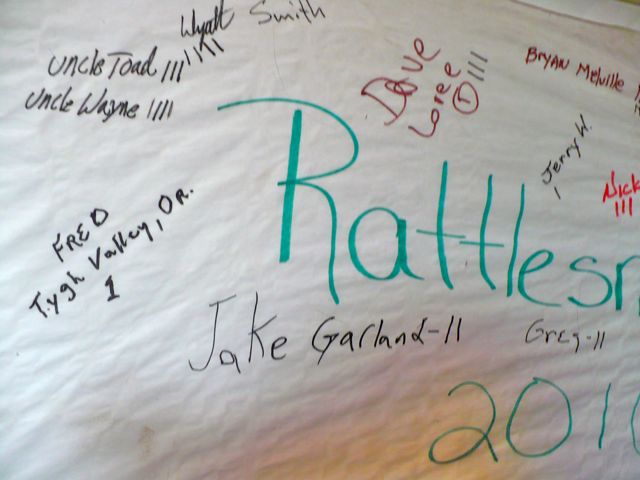 Wyatt Smith
Uncle Toad ||| |||||
Uncle Wayne ||||
Dave
Loree
1 |||
Bryan Melville
Jerry W.
|
Nick
|||
FRED
Tygh Valley, OR.
1
Rattlesn
Jake Garland-11
Greg-11
201